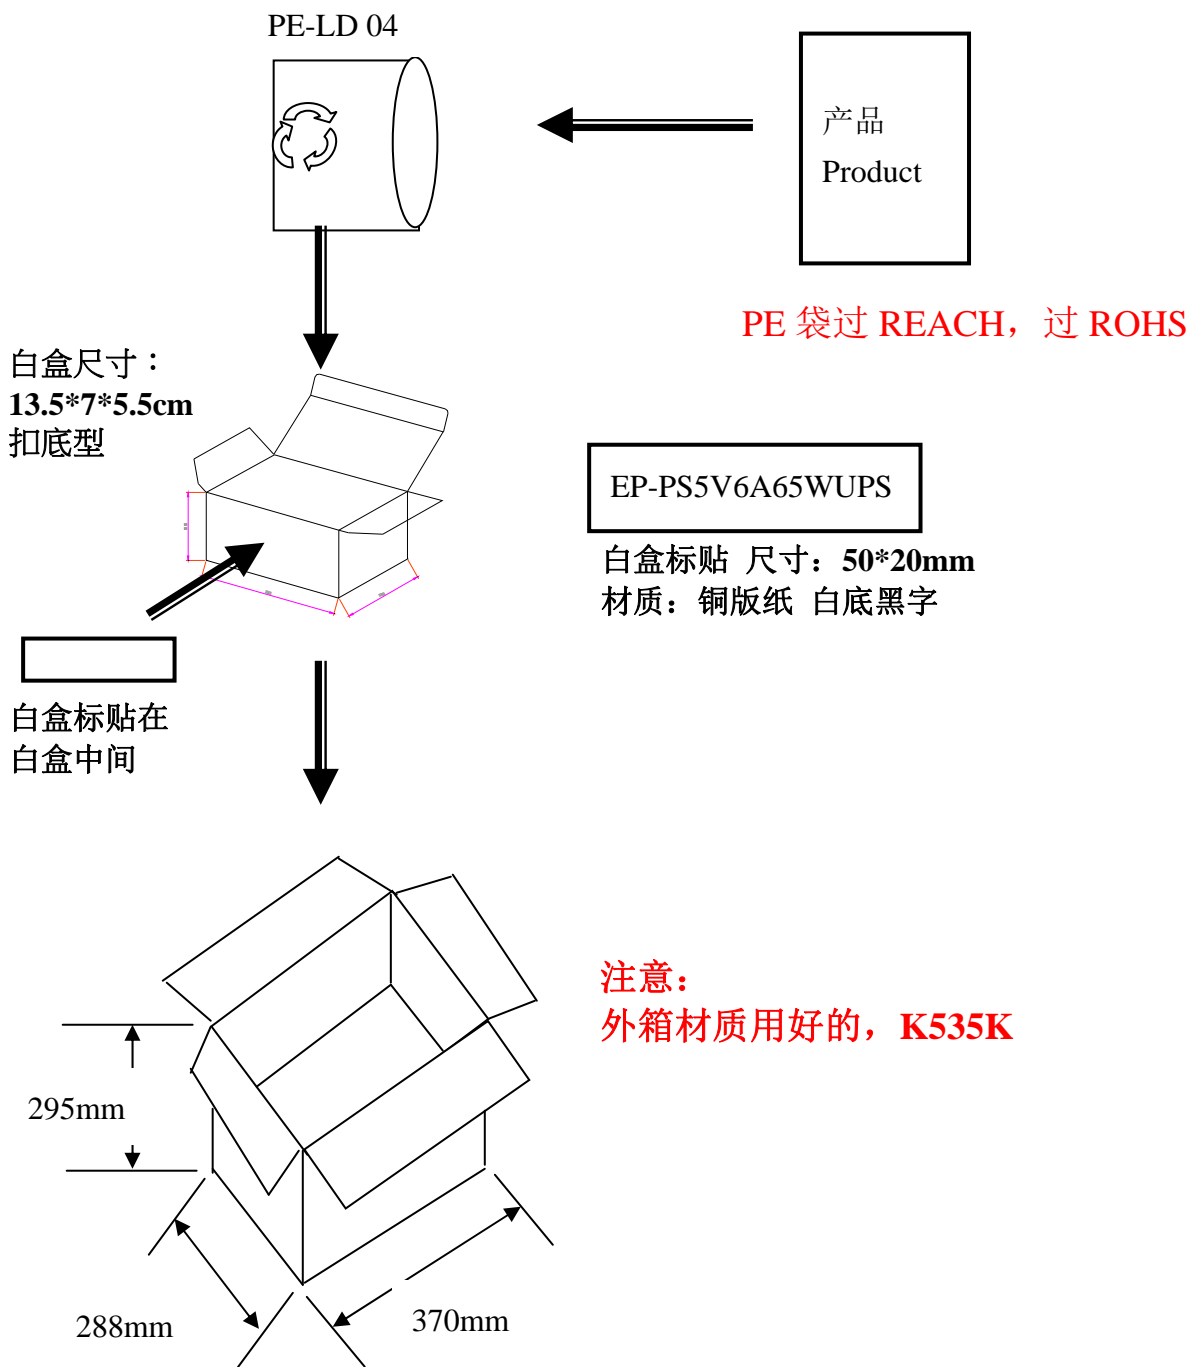 PE-LD 04
产品
Product
PE 袋过 REACH，过 ROHS
白盒尺寸：
13.5*7*5.5cm
扣底型
EP-PS5V6A65WUPS
白盒标贴 尺寸：50*20mm
材质：铜版纸 白底黑字
白盒标贴在
白盒中间
注意：
外箱材质用好的，K535K
295mm
288mm
370mm